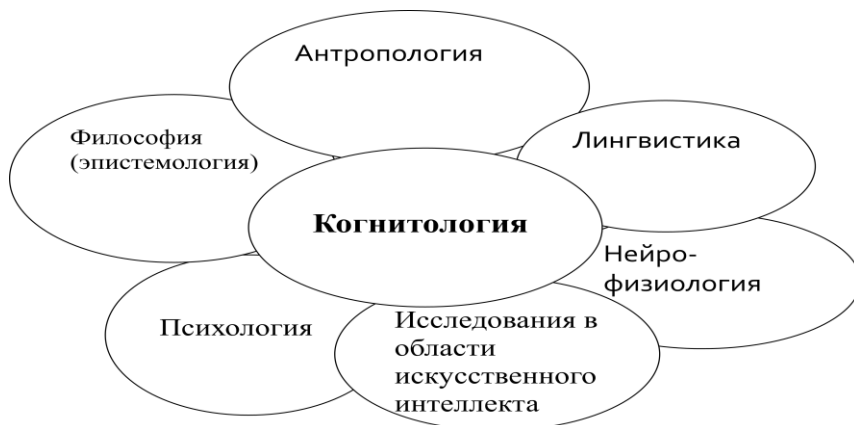 Антропология
Философия
(эпистемология)
Лингвистика
Когнитология
Нейро-
физиология
Психология
Исследования в
области
искусственного
интеллекта